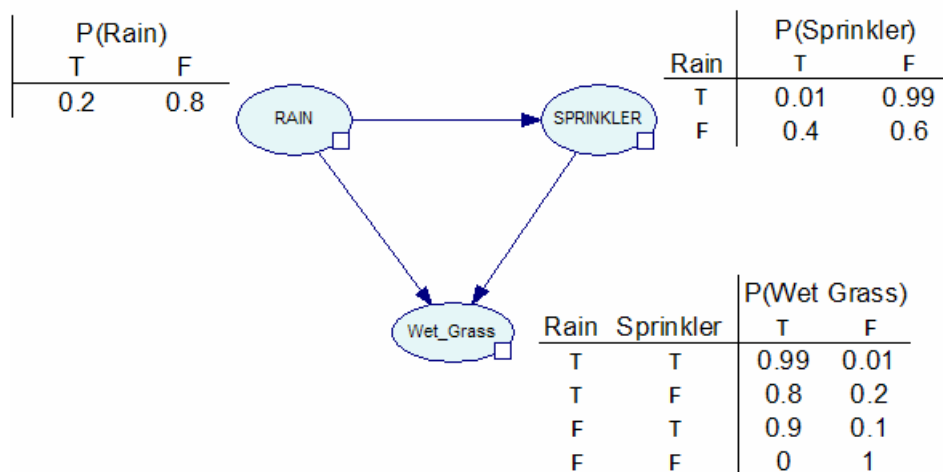 P(Rain)
T F
0.2 0.8
RAIN
SPRINKLER
P(Sprinkler)
Rain T F
T 0.01 0.99
F 0.4 0.6
Wet_Grass
P(Wet Grass)
Rain Sprinkler T F
T T 0.99 0.01
T F 0.8 0.2
F T 0.9 0.1
F F 0 1